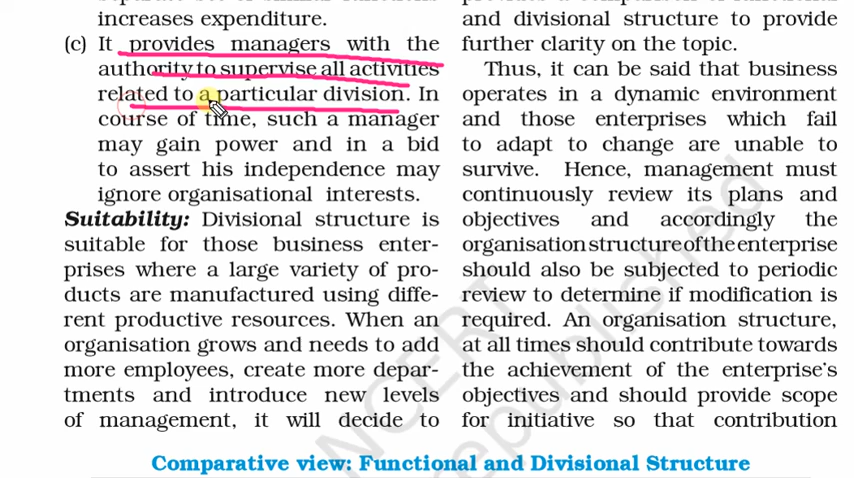 increases expenditure.
(c) It provides managers with the
authority to supervise all activities
related to a particular division. In
course of time, such a manager
may gain power and in a bid
to assert his independence may
ignore organisational interests.
Suitability: Divisional structure is
suitable for those business enter-
prises where a large variety of pro-
ducts are manufactured using diffe-
rent productive resources. When an
organisation grows and needs to add
more employees, create more depar-
tments and introduce new levels
of management, it will decide to
and divisional structure to provide
further clarity on the topic.
Thus, it can be said that business
operates in a dynamic environment
and those enterprises which fail
to adapt to change are unable to
survive. Hence, management must
continuously review its plans and
objectives and accordingly the
organisation structure of the enterprise
should also be subjected to periodic
review to determine if modification is
required. An organisation structure,
at all times should contribute towards
the achievement of the enterprise's
objectives and should provide scope
for initiative so that contribution
Comparative view: Functional and Divisional Structure
NCERT
republished